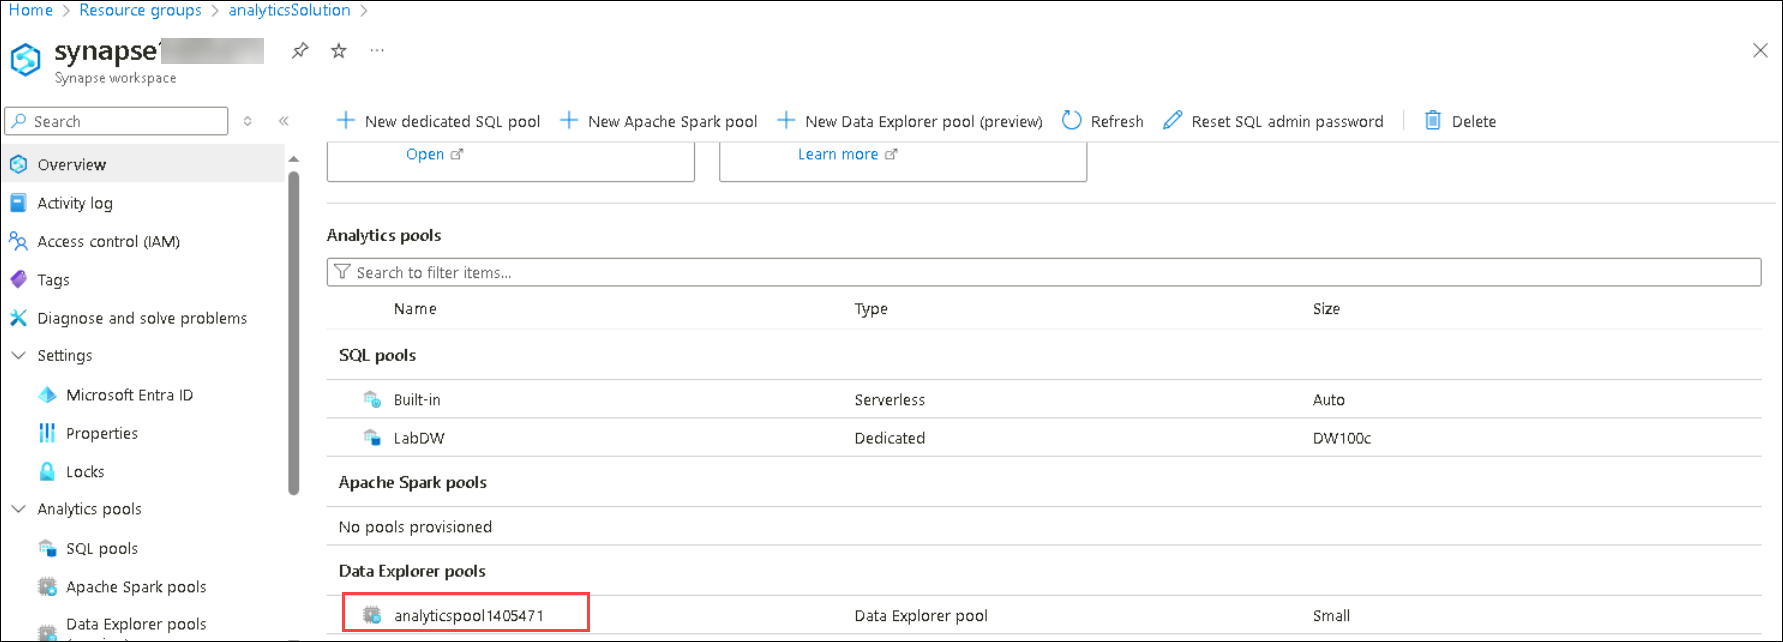 Home > Resource groups > analyticsSolution >
synapse
Synapse workspace
Search
New dedicated SQL pool New Apache Spark pool New Data Explorer pool (preview) Refresh Reset SQL admin password Delete
Overview
Activity log
Access control (IAM)
Tags
Diagnose and solve problems
Settings
Microsoft Entra ID
Properties
Locks
Analytics pools
SQL pools
Apache Spark pools
Data Explorer pools
Open
Learn more
Analytics pools
Search to filter items...
Name Type Size
SQL pools
Built-in Serverless Auto
LabDW Dedicated DW100c
Apache Spark pools
No pools provisioned
Data Explorer pools
analyticspool1405471 Data Explorer pool Small